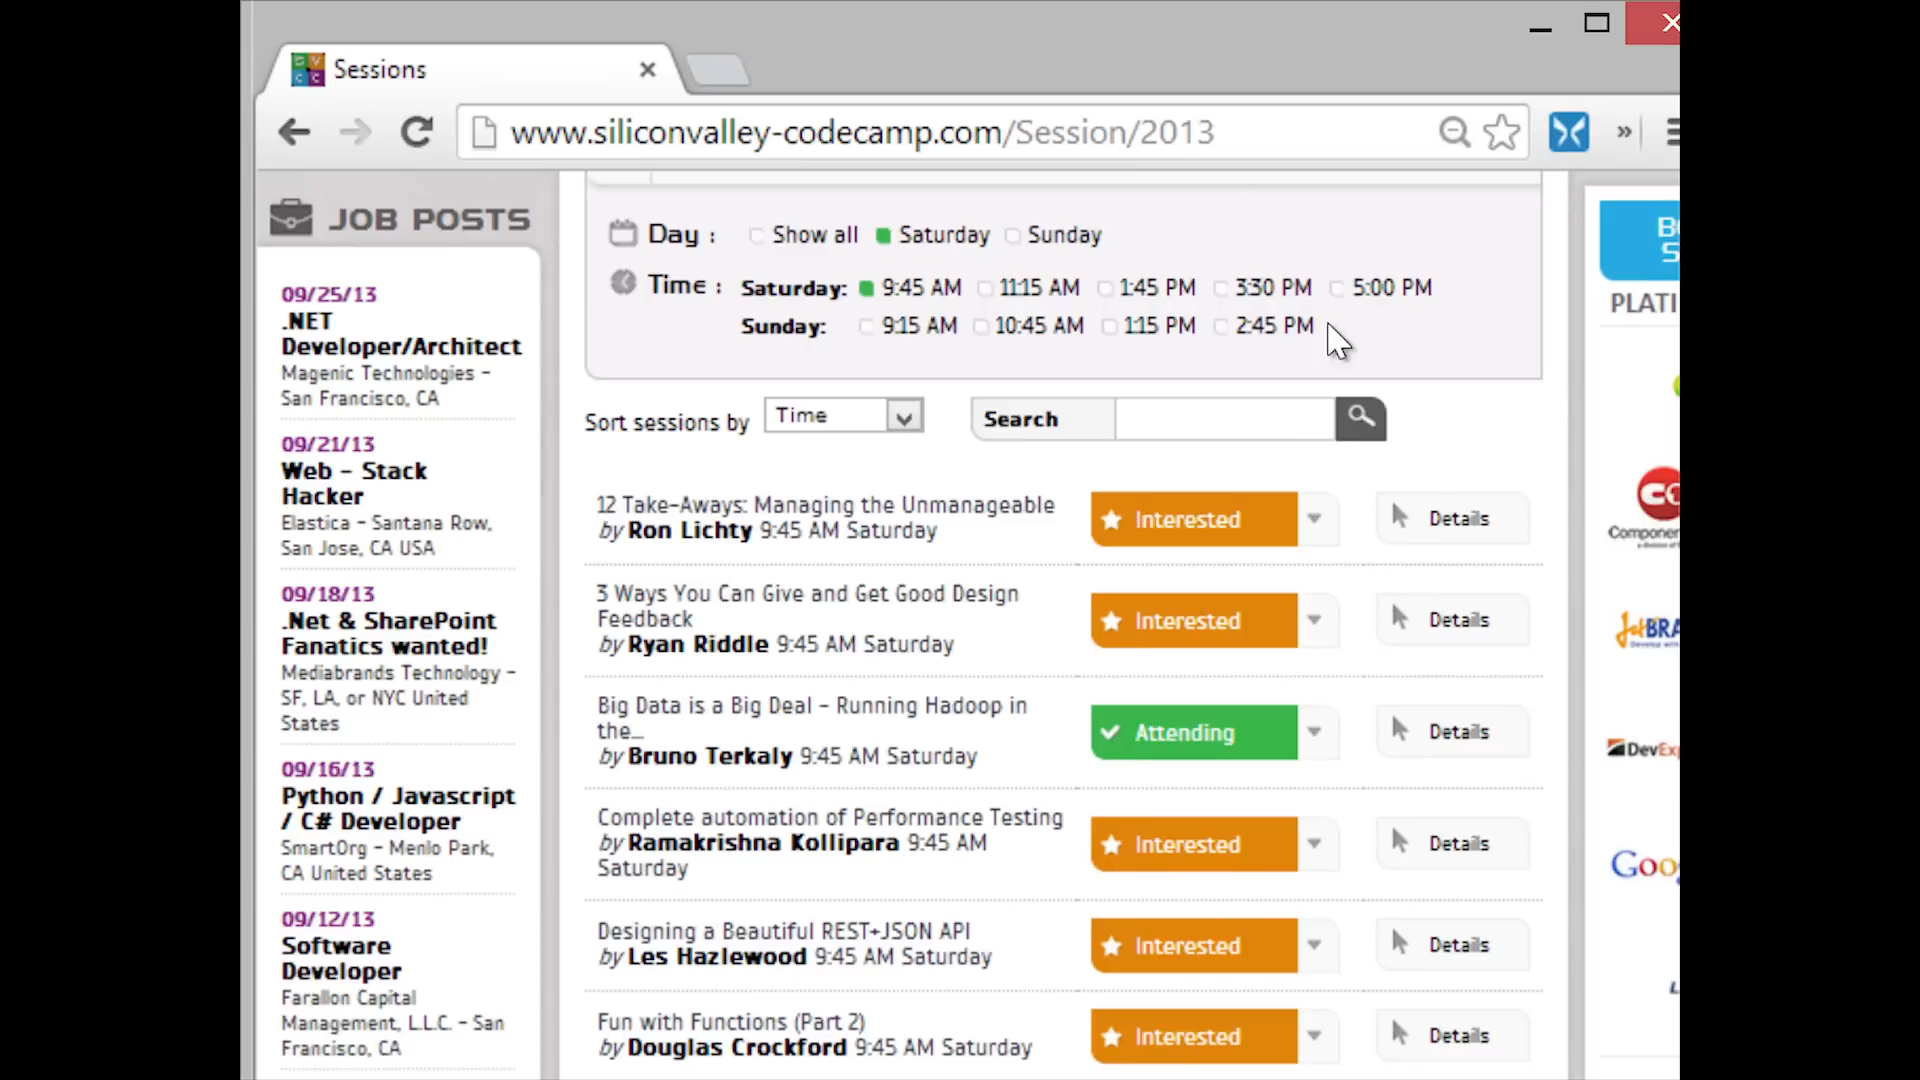 Sessions
www.siliconvalley-codecamp.com/Session/2013
JOB POSTS
09/25/13
.NET
Developer/Architect
Magenic Technologies -
San Francisco, CA
09/21/13
Web - Stack
Hacker
Elastica - Santana Row,
San Jose, CA USA
09/18/13
.Net & SharePoint
Fanatics wanted!
Mediabrands Technology -
SF, LA, or NYC United
States
09/16/13
Python / Javascript
/ C# Developer
SmartOrg - Menlo Park,
CA United States
09/12/13
Software
Developer
Farallon Capital
Management, L.L.C. - San
Francisco, CA
Day : Show all Saturday Sunday
Time : Saturday: 9:45 AM 11:15 AM 1:45 PM 3:30 PM 5:00 PM
Sunday: 9:15 AM 10:45 AM 1:15 PM 2:45 PM
Sort sessions by Time Search
12 Take-Aways: Managing the Unmanageable
by Ron Lichty 9:45 AM Saturday
Interested Details
3 Ways You Can Give and Get Good Design
Feedback
by Ryan Riddle 9:45 AM Saturday
Interested Details
Big Data is a Big Deal - Running Hadoop in
the...
by Bruno Terkaly 9:45 AM Saturday
Attending Details
Complete automation of Performance Testing
by Ramakrishna Kollipara 9:45 AM
Saturday
Interested Details
Designing a Beautiful REST+JSON API
by Les Hazlewood 9:45 AM Saturday
Interested Details
Fun with Functions (Part 2)
by Douglas Crockford 9:45 AM Saturday
Interested Details
PLATI
Componen
JetBRA
DevExp
Goog